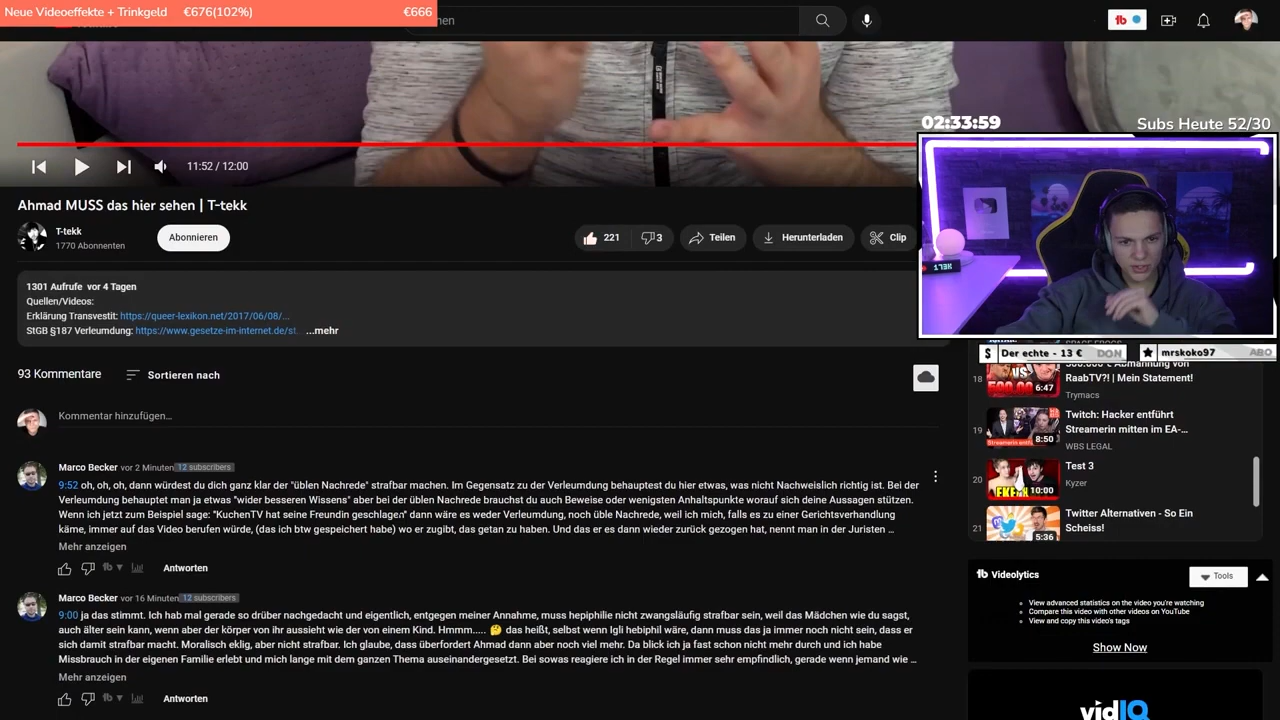 Neue Videoeffekte + Trinkgeld €676(102%) €666
11:52 / 12:00
02:33:59
Subs Heute 52/30
Ahmad MUSS das hier sehen | T-tekk
T-tekk
1770 Abonnenten
Abonnieren
221
3
Teilen
Herunterladen
Clip
173K
1301 Aufrufe vor 4 Tagen
Quellen/Videos:
Erklärung Transvestit: https://queer-lexikon.net/2017/06/08/...
StGB §187 Verleumdung: https://www.gesetze-im-internet.de/st. ...mehr
$ Der echte - 13 € DON
mrskoko97 ABO
93 Kommentare
Sortieren nach
Kommentar hinzufügen...
Marco Becker vor 2 Minuten 12 subscribers
9:52 oh, oh, oh, dann würdest du dich ganz klar der "üblen Nachrede" strafbar machen. Im Gegensatz zu der Verleumdung behauptest du hier etwas, was nicht Nachweislich richtig ist. Bei der
Verleumdung behauptet man ja etwas "wider besseren Wissens" aber bei der üblen Nachrede brauchst du auch Beweise oder wenigsten Anhaltspunkte worauf sich deine Aussagen stützen.
Wenn ich jetzt zum Beispiel sage: "KuchenTV hat seine Freundin geschlagen" dann wäre es weder Verleumdung, noch üble Nachrede, weil ich mich, falls es zu einer Gerichtsverhandlung
käme, immer auf das Video berufen würde, (das ich btw gespeichert habe) wo er zugibt, das getan zu haben. Und das er es dann wieder zurück gezogen hat, nennt man in der Juristen ...
Mehr anzeigen
Antworten
Marco Becker vor 16 Minuten 12 subscribers
9:00 ja das stimmt. Ich hab mal gerade so drüber nachgedacht und eigentlich, entgegen meiner Annahme, muss hepiphilie nicht zwangsläufig strafbar sein, weil das Mädchen wie du sagst,
auch älter sein kann, wenn aber der körper von ihr aussieht wie der von einem Kind. Hmmm..... 🤔 das heißt, selbst wenn Igli hebiphil wäre, dann muss das ja immer noch nicht sein, dass er
sich damit strafbar macht. Moralisch eklig, aber nicht strafbar. Ich glaube, dass überfordert Ahmad dann aber noch viel mehr. Da blick ich ja fast schon nicht mehr durch und ich habe
Missbrauch in der eigenen Familie erlebt und mich lange mit dem ganzen Thema auseinandergesetzt. Bei sowas reagiere ich in der Regel immer sehr empfindlich, gerade wenn jemand wie ...
Mehr anzeigen
Antworten
18
6:47
RaabTV?! | Mein Statement!
Trymacs
19
8:50
Twitch: Hacker entführt
Streamerin mitten im EA-...
WBS LEGAL
20
10:00
Test 3
Kyzer
21
5:36
Twitter Alternativen - So Ein
Scheiss!
Videolytics
Tools
View advanced statistics on the video you're watching
Compare this video with other videos on YouTube
View and copy this video's tags
Show Now
vidIQ